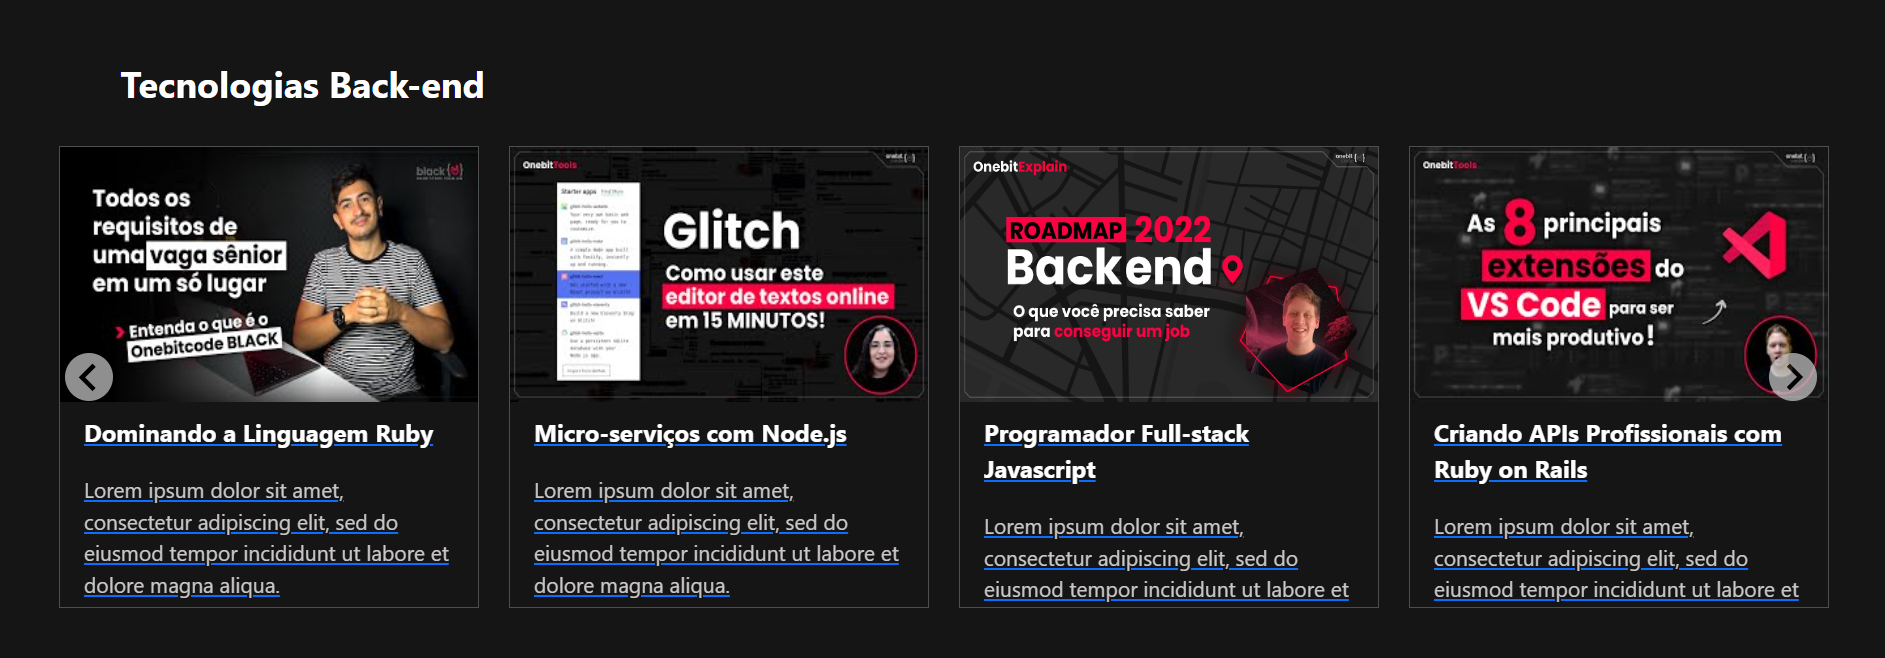 Tecnologias Back-end
black{
Todos os
requisitos de
uma vaga sênior
em um só lugar
Entenda o que é o
Onebitcode BLACK
Dominando a Linguagem Ruby
Lorem ipsum dolor sit amet,
consectetur adipiscing elit, sed do
eiusmod tempor incididunt ut labore et
dolore magna aliqua.
OnebitTools
Starter apps
Glitch
Como usar este
editor de textos online
em 15 MINUTOS!
Micro-serviços com Node.js
Lorem ipsum dolor sit amet,
consectetur adipiscing elit, sed do
eiusmod tempor incididunt ut labore et
dolore magna aliqua.
OnebitExplain
onebit {--}
ROADMAP 2022
Backend
O que você precisa saber
para conseguir um job
Programador Full-stack
Javascript
Lorem ipsum dolor sit amet,
consectetur adipiscing elit, sed do
eiusmod tempor incididunt ut labore et
OnebitTools
As 8 principais
extensões do
VS Code para ser
mais produtivo!
Criando APIs Profissionais com
Ruby on Rails
Lorem ipsum dolor sit amet,
consectetur adipiscing elit, sed do
eiusmod tempor incididunt ut labore et